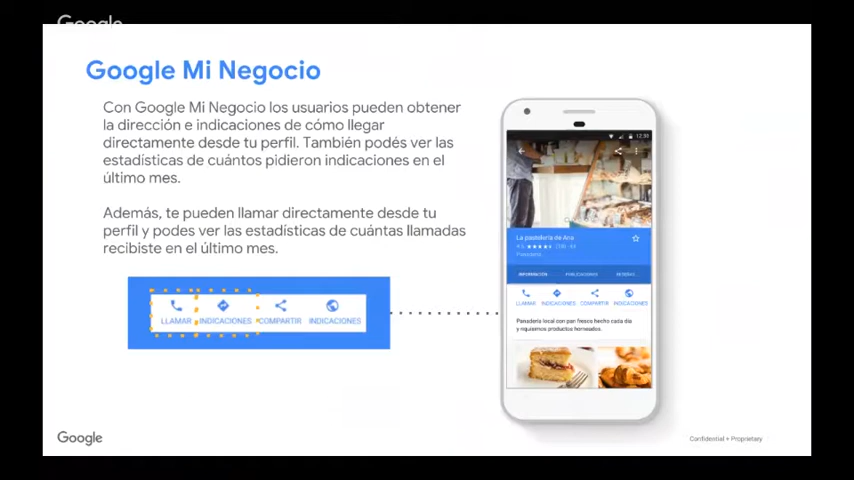 Google
Google Mi Negocio
Con Google Mi Negocio los usuarios pueden obtener
la dirección e indicaciones de cómo llegar
directamente desde tu perfil. También podés ver las
estadísticas de cuántos pidieron indicaciones en el
último mes.
Además, te pueden llamar directamente desde tu
perfil y podes ver las estadísticas de cuántas llamadas
recibiste en el último mes.
LLAMAR INDICACIONES COMPARTIR INDICACIONES
La pastelería de Ana
INFORMACIÓN PUBLICACIONES RESEÑAS
LLAMAR INDICACIONES COMPARTIR INDICACIONES
Panadería local con pan fresco hecho cada día
y riquísimos productos horneados.
Google
Confidential + Proprietary